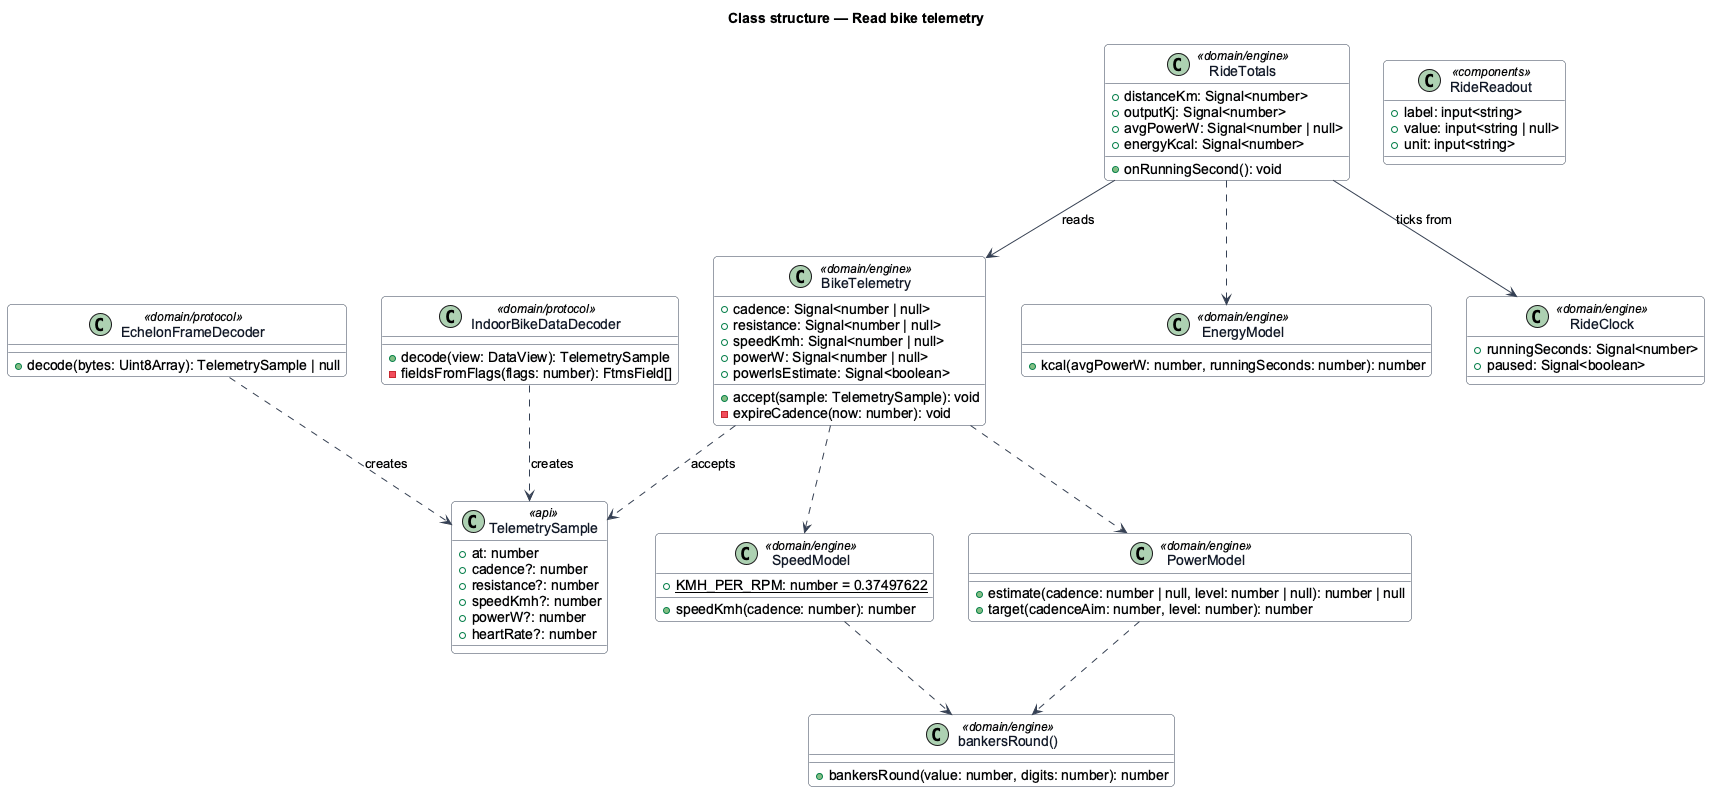 Class structure — Read bike telemetry
C «domain/engine»
RideTotals
distanceKm: Signal<number>
outputKj: Signal<number>
avgPowerW: Signal<number | null>
energyKcal: Signal<number>
onRunningSecond(): void
C «components»
RideReadout
label: input<string>
value: input<string | null>
unit: input<string>
reads
ticks from
C «domain/protocol»
EchelonFrameDecoder
decode(bytes: Uint8Array): TelemetrySample | null
C «domain/protocol»
IndoorBikeDataDecoder
decode(view: DataView): TelemetrySample
fieldsFromFlags(flags: number): FtmsField[]
C «domain/engine»
BikeTelemetry
cadence: Signal<number | null>
resistance: Signal<number | null>
speedKmh: Signal<number | null>
powerW: Signal<number | null>
powerIsEstimate: Signal<boolean>
accept(sample: TelemetrySample): void
expireCadence(now: number): void
C «domain/engine»
EnergyModel
kcal(avgPowerW: number, runningSeconds: number): number
C «domain/engine»
RideClock
runningSeconds: Signal<number>
paused: Signal<boolean>
creates
creates
accepts
C «api»
TelemetrySample
at: number
cadence?: number
resistance?: number
speedKmh?: number
powerW?: number
heartRate?: number
C «domain/engine»
SpeedModel
KMH_PER_RPM: number = 0.37497622
speedKmh(cadence: number): number
C «domain/engine»
PowerModel
estimate(cadence: number | null, level: number | null): number | null
target(cadenceAim: number, level: number): number
C «domain/engine»
bankersRound()
bankersRound(value: number, digits: number): number